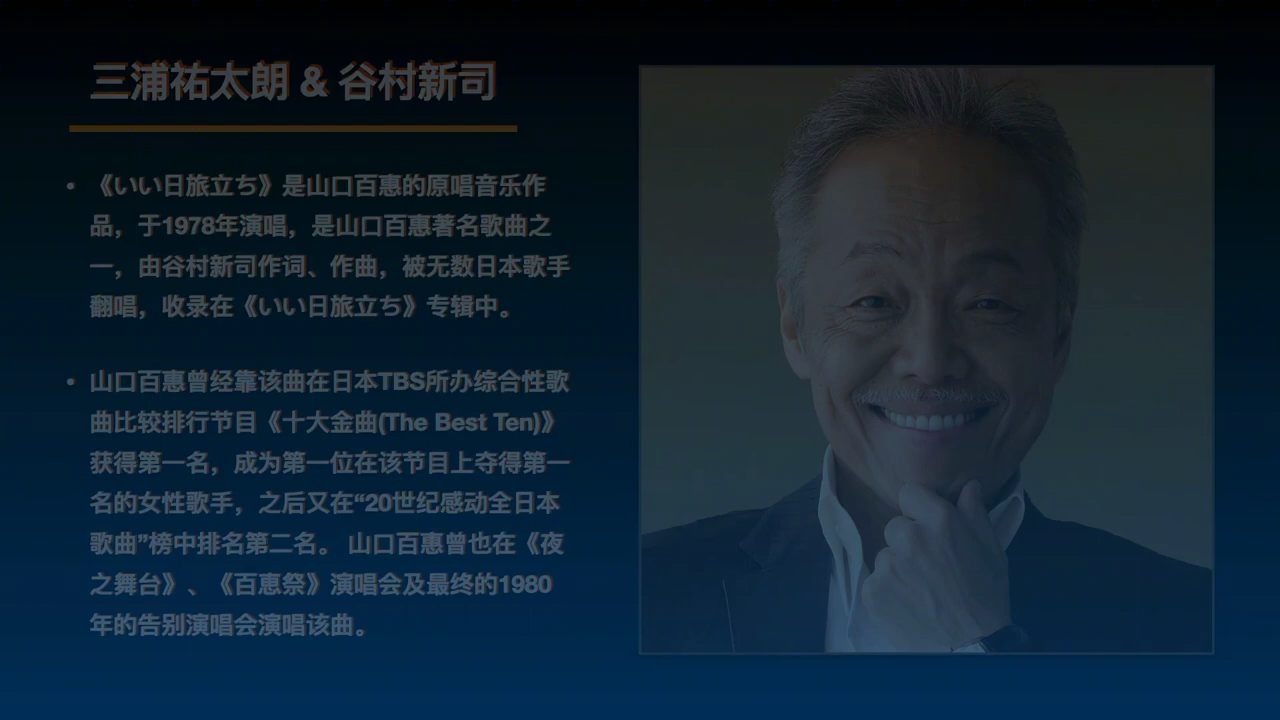 三浦祐太朗 & 谷村新司
• 《いい日旅立ち》是山口百惠的原唱音乐作
品，于1978年演唱，是山口百惠著名歌曲之
一，由谷村新司作词、作曲，被无数日本歌手
翻唱，收录在《いい日旅立ち》专辑中。
• 山口百惠曾经靠该曲在日本TBS所办综合性歌
曲比较排行节目《十大金曲(The Best Ten)》
获得第一名，成为第一位在该节目上夺得第一
名的女性歌手，之后又在“20世纪感动全日本
歌曲”榜中排名第二名。 山口百惠曾也在《夜
之舞台》、《百恵祭》演唱会及最终的1980
年的告别演唱会演唱该曲。